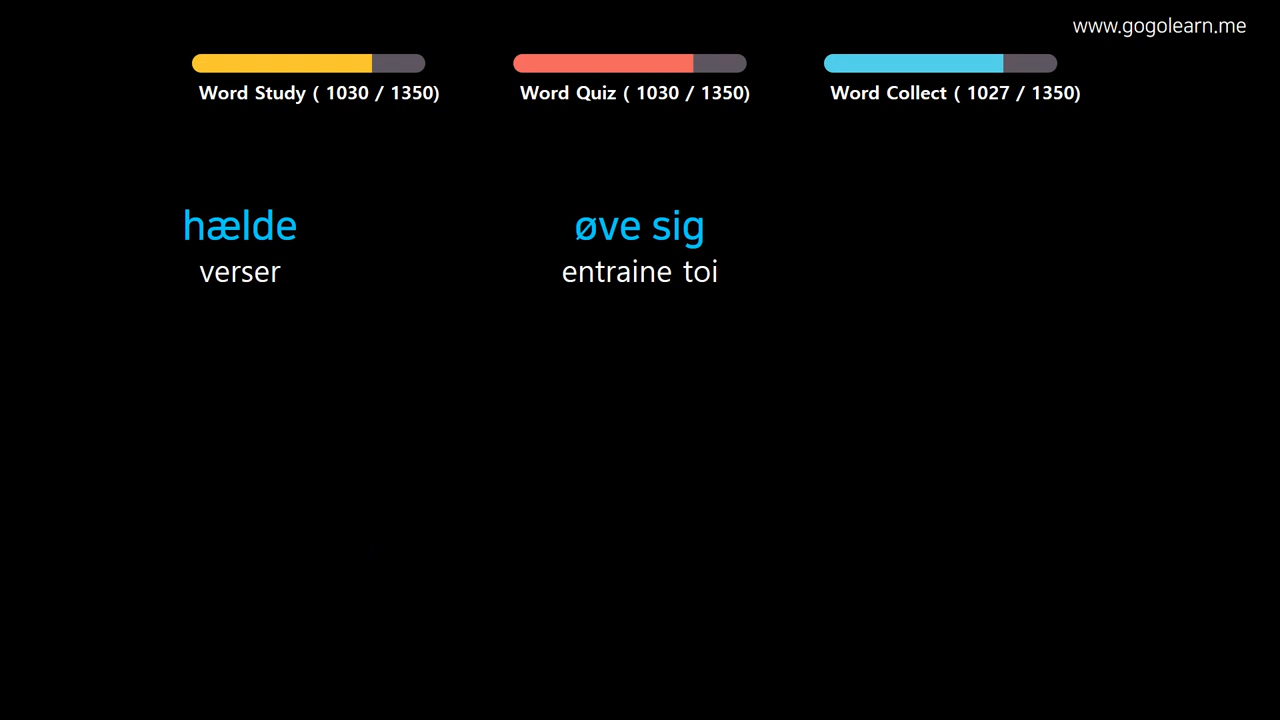 www.gogolearn.me
Word Study ( 1030 / 1350)
Word Quiz ( 1030 / 1350)
Word Collect ( 1027 / 1350)
hælde
verser
øve sig
entraine toi